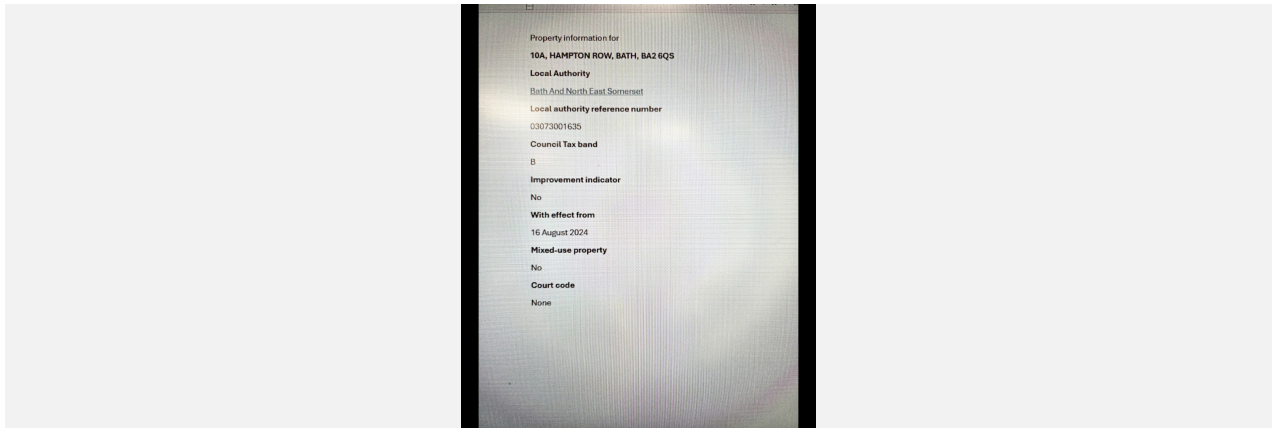 Property information for
10A, HAMPTON ROW, BATH, BA2 6QS
Local Authority
Bath And North East Somerset
Local authority reference number
03073001635
Council Tax band
B
Improvement indicator
No
With effect from
16 August 2024
Mixed-use property
No
Court code
None